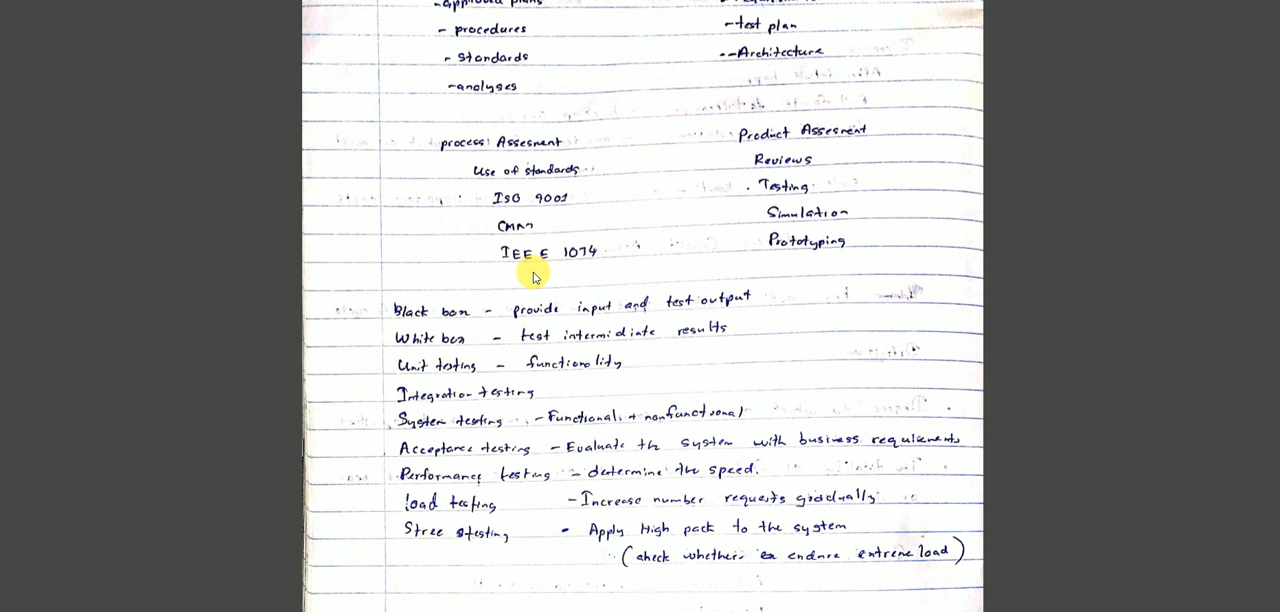 -approved plans
- procedures
-test plan
- Standards
--Architecture
-analyses
process: Assesment
Product Assesment
Use of standards
Reviews
ISO 9001
Testing
CMM
Simulation
IEEE 1074
Prototyping
Black box - provide input and test output
White box - test intermidiate results
Unit testing - functionality
Integration testing
System testing - Functional + nonfunctional
Acceptance testing - Evaluate the system with business requirements
Performance testing - determine the speed.
load testing - Increase number requests gradually
Stree stesting - Apply High pack to the system
(check whether endure extreme load)